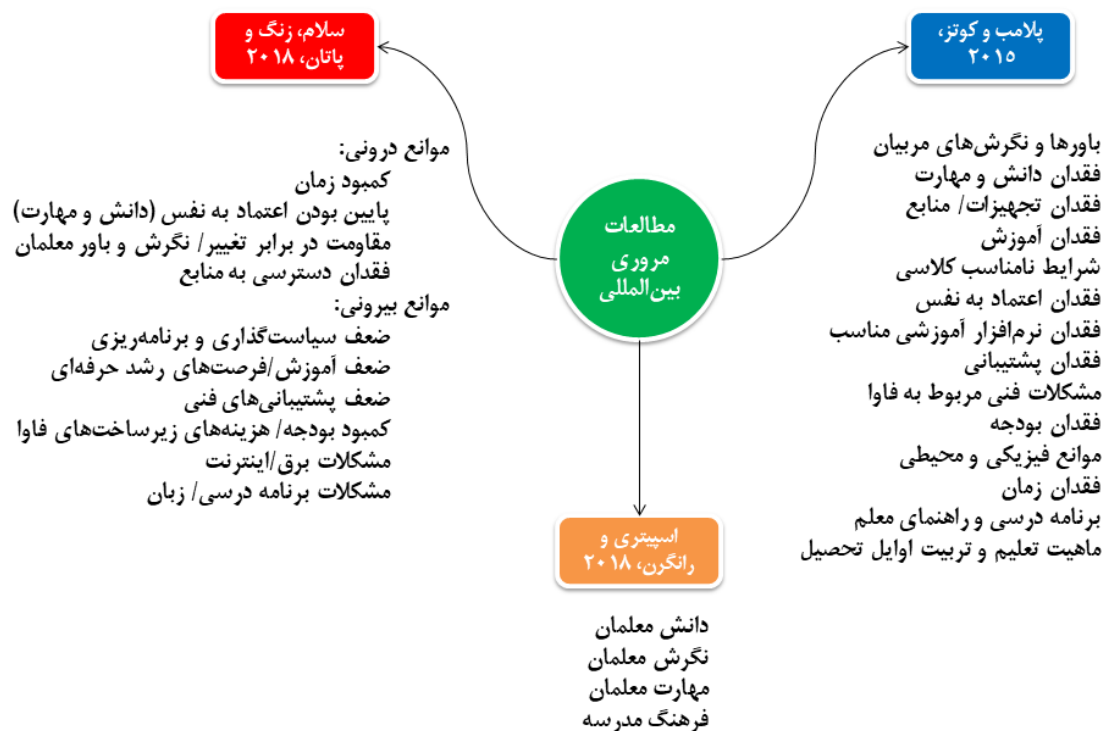 پلامب و کوتز،
۲۰۱۵
باورها و نگرش‌های مربیان
فقدان دانش و مهارت
فقدان تجهیزات/ منابع
فقدان آموزش
شرایط نامناسب کلاسی
فقدان اعتماد به نفس
فقدان نرم‌افزار آموزشی مناسب
فقدان پشتیبانی
مشکلات فنی مربوط به فاوا
فقدان بودجه
موانع فیزیکی و محیطی
فقدان زمان
برنامه درسی و راهنمای معلم
ماهیت تعلیم و تربیت اوایل تحصیل
مطالعات
مروری
بین‌المللی
سلام، زنگ و
پاتان، ۲۰۱۸
موانع درونی:
کمبود زمان
پایین بودن اعتماد به نفس (دانش و مهارت)
مقاومت در برابر تغییر/ نگرش و باور معلمان
فقدان دسترسی به منابع
موانع بیرونی:
ضعف سیاست‌گذاری و برنامه‌ریزی
ضعف آموزش/فرصت‌های رشد حرفه‌ای
ضعف پشتیبانی‌های فنی
کمبود بودجه/ هزینه‌های زیرساخت‌های فاوا
مشکلات برق/اینترنت
مشکلات برنامه درسی/ زبان
اسپیتری و
رانگرن، ۲۰۱۸
دانش معلمان
نگرش معلمان
مهارت معلمان
فرهنگ مدرسه